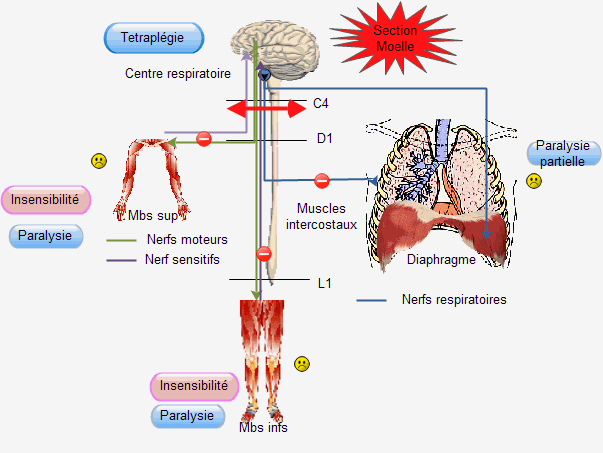 Tetraplégie
Section
Moelle
Centre respiratoire
C4
D1
Paralysie
partielle
Insensibilité
Mbs sup
Muscles
intercostaux
Paralysie
Nerfs moteurs
Nerf sensitifs
Diaphragme
L1
Nerfs respiratoires
Insensibilité
Paralysie
Mbs infs